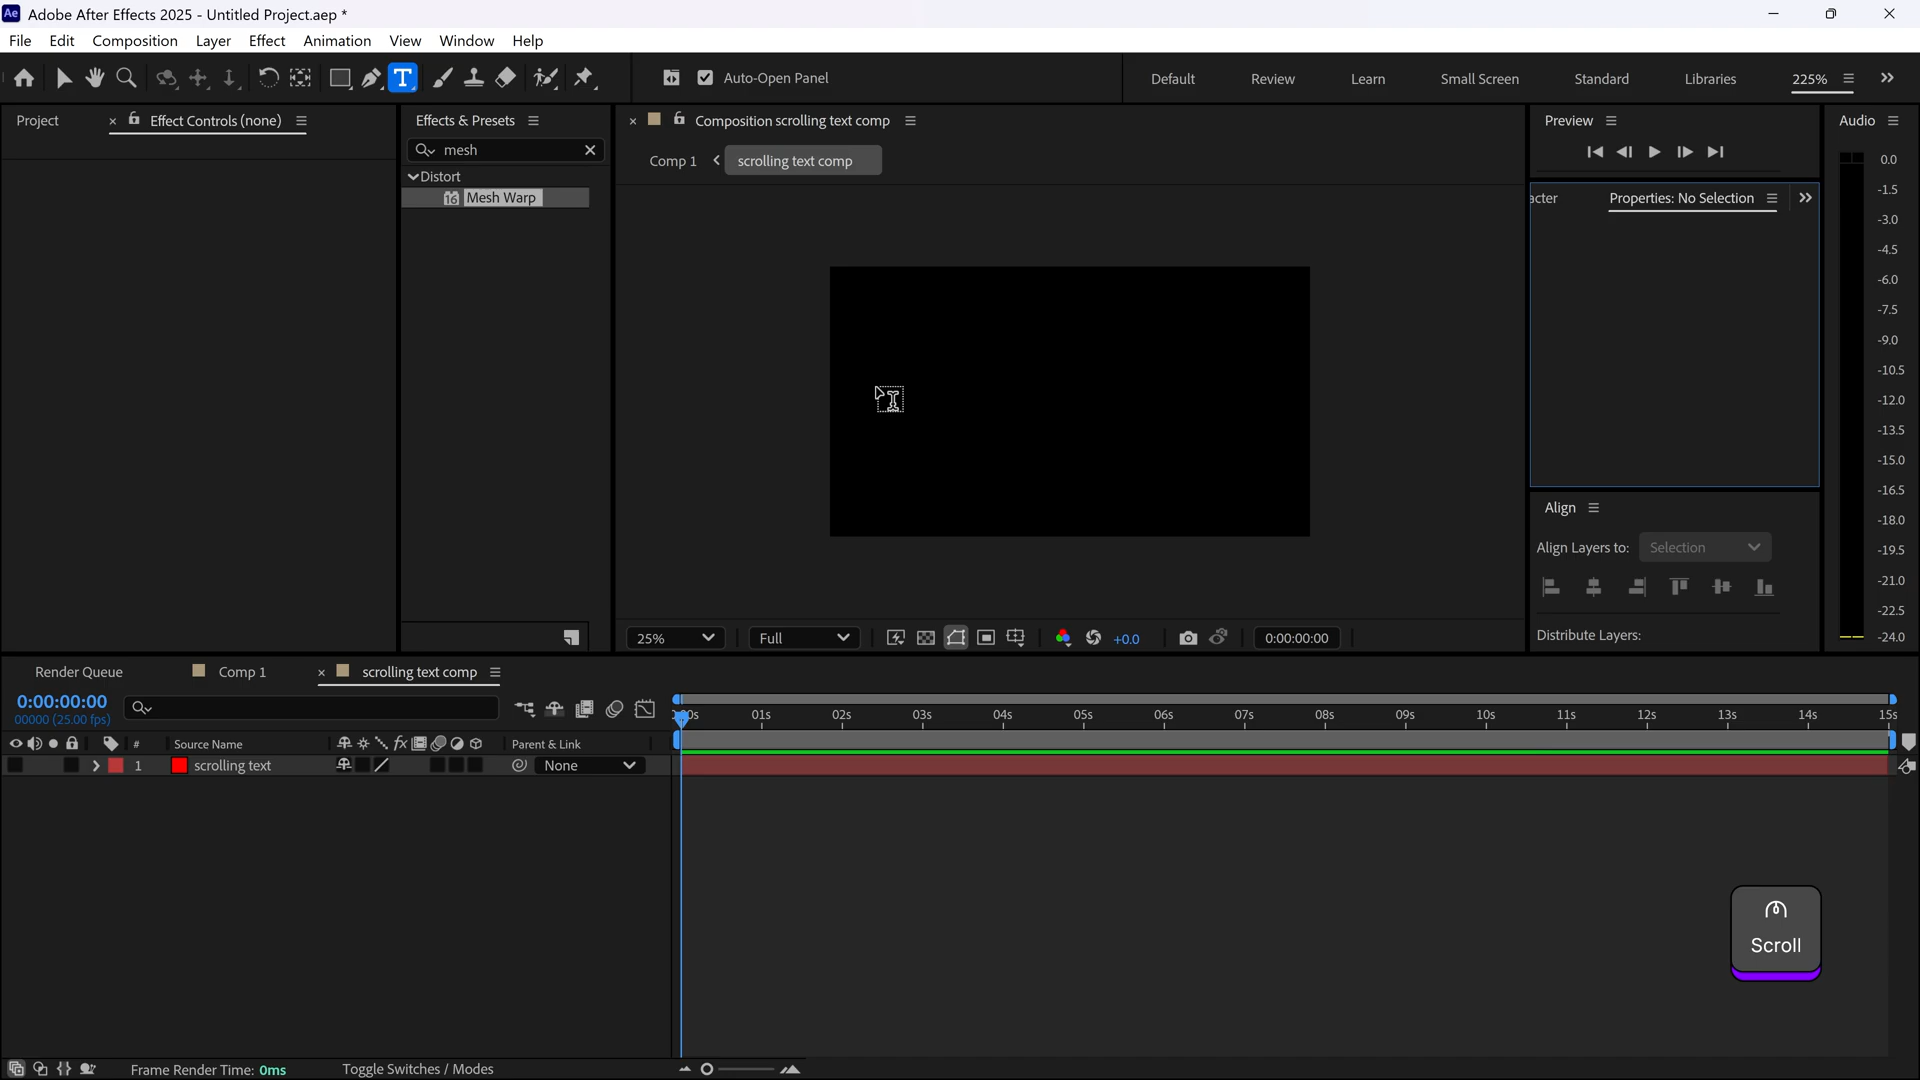 Ae Adobe After Effects 2025 - Untitled Project.aep *
File Edit Composition Layer Effect Animation View Window Help
T Auto-Open Panel Default Review Learn Small Screen Standard Libraries 225%
Project Effect Controls (none) Effects & Presets Composition scrolling text comp Preview Audio
mesh
Comp 1 scrolling text comp
Distort
16 Mesh Warp
acter Properties: No Selection
0.0
-1.5
-3.0
-4.5
-6.0
-7.5
-9.0
-10.5
-12.0
-13.5
-15.0
-16.5
-18.0
-19.5
-21.0
-22.5
-24.0
Align
Align Layers to: Selection
Distribute Layers:
25% Full +0.0 0:00:00:00
Render Queue Comp 1 scrolling text comp
0:00:00:00
00000 (25.00 fps)
:00s 01s 02s 03s 04s 05s 06s 07s 08s 09s 10s 11s 12s 13s 14s 15s
# Source Name fx Parent & Link
1 scrolling text None
Scroll
Frame Render Time: 0ms Toggle Switches / Modes